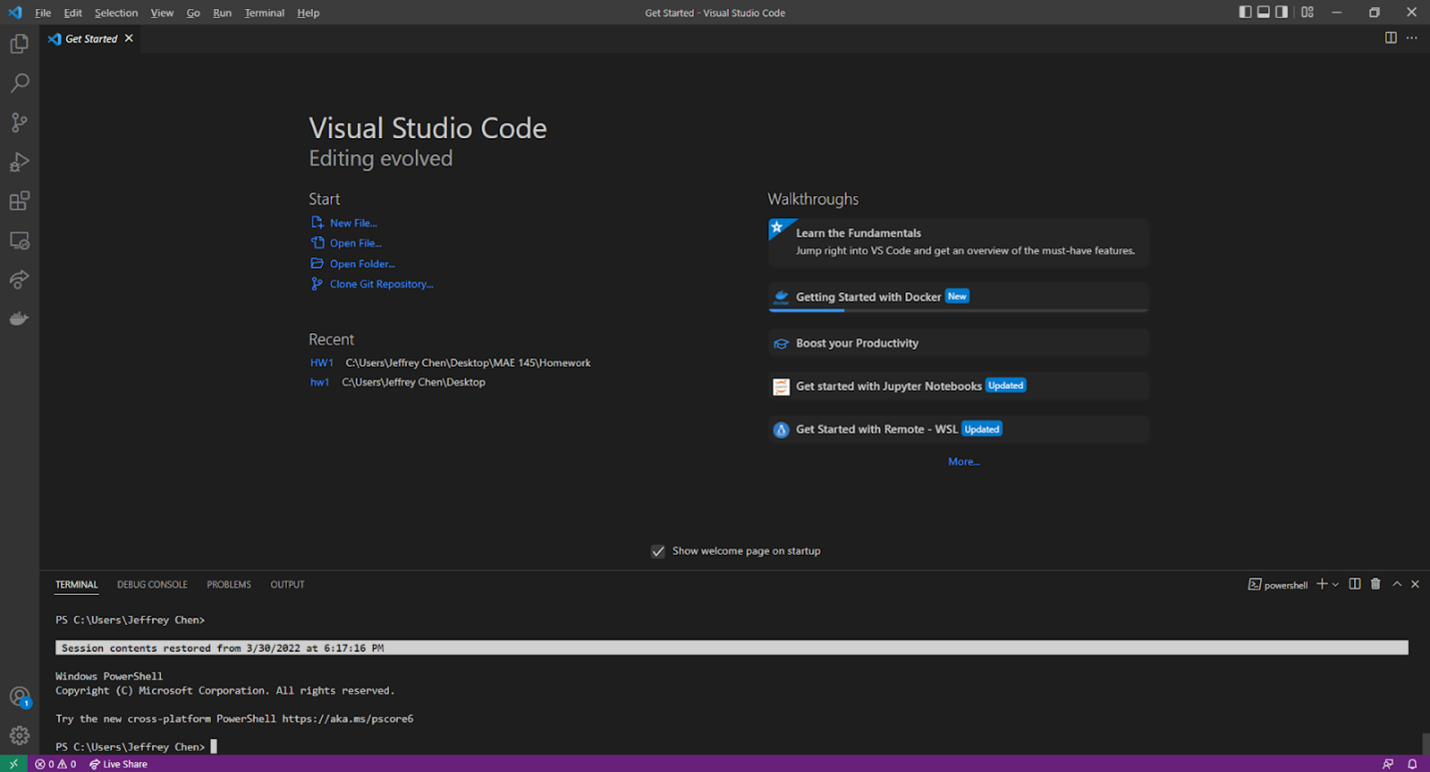 File Edit Selection View Go Run Terminal Help
Get Started - Visual Studio Code
Get Started
Visual Studio Code
Editing evolved
Start
New File...
Open File...
Open Folder...
Clone Git Repository...
Recent
HW1 C:\Users\Jeffrey Chen\Desktop\MAE 145\Homework
hw1 C:\Users\Jeffrey Chen\Desktop
Walkthroughs
Learn the Fundamentals
Jump right into VS Code and get an overview of the must-have features.
docker
Getting Started with Docker New
Boost your Productivity
Get started with Jupyter Notebooks Updated
Get Started with Remote - WSL Updated
More...
Show welcome page on startup
TERMINAL DEBUG CONSOLE PROBLEMS OUTPUT
powershell
PS C:\Users\Jeffrey Chen>
Session contents restored from 3/30/2022 at 6:17:16 PM
Windows PowerShell
Copyright (C) Microsoft Corporation. All rights reserved.
Try the new cross-platform PowerShell https://aka.ms/pscore6
PS C:\Users\Jeffrey Chen>
1
0 0 Live Share